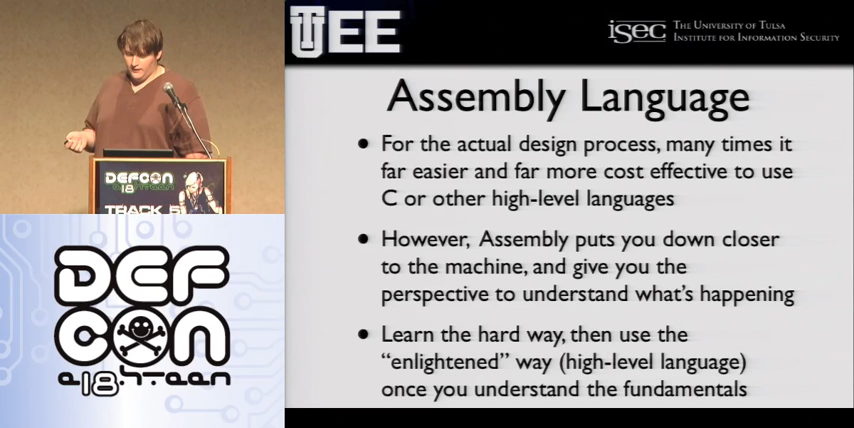 TU EE
isec THE UNIVERSITY OF TULSA
INSTITUTE FOR INFORMATION SECURITY
Assembly Language
• For the actual design process, many times it
far easier and far more cost effective to use
C or other high-level languages
• However, Assembly puts you down closer
to the machine, and give you the
perspective to understand what's happening
• Learn the hard way, then use the
“enlightened” way (high-level language)
once you understand the fundamentals
DEFCON
18
TRACK 5
DEF
CON
e18hteen